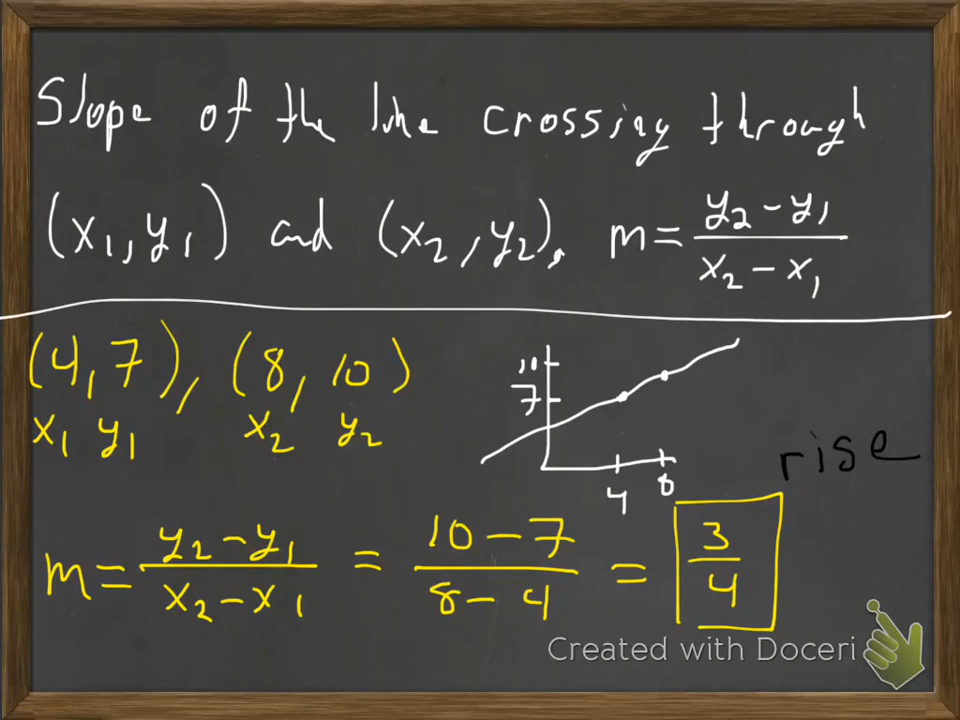 Slope of the line crossing through
(x₁, y₁) and (x₂, y₂), m = (y₂ - y₁)/(x₂ - x₁)
(4, 7), (8, 10)
x₁ y₁ x₂ y₂
10
7
4 8
rise
m = (y₂ - y₁)/(x₂ - x₁) = (10 - 7)/(8 - 4) = 3/4
Created with Doceri